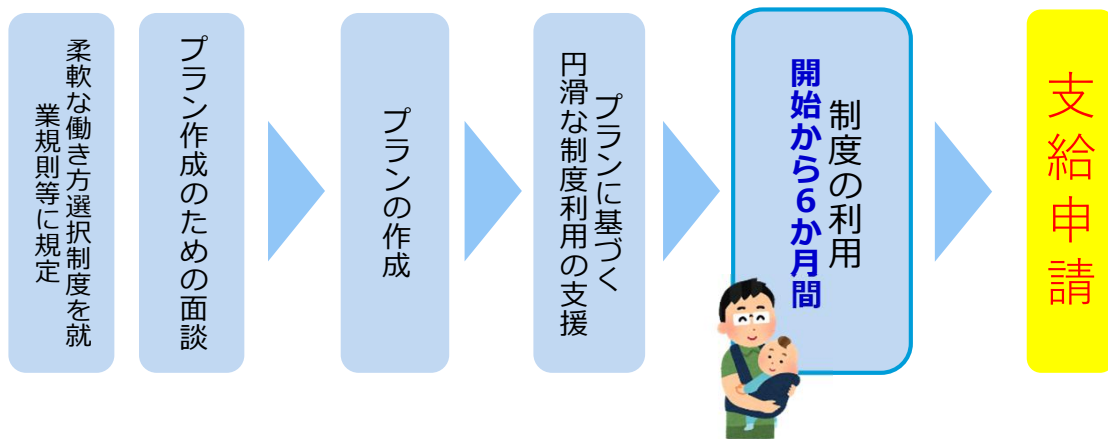 柔軟な働き方選択制度を就
業規則等に規定
プラン作成のための面談
プランの作成
プランに基づく
円滑な制度利用の支援
制度の利用
開始から6か月間
支給申請